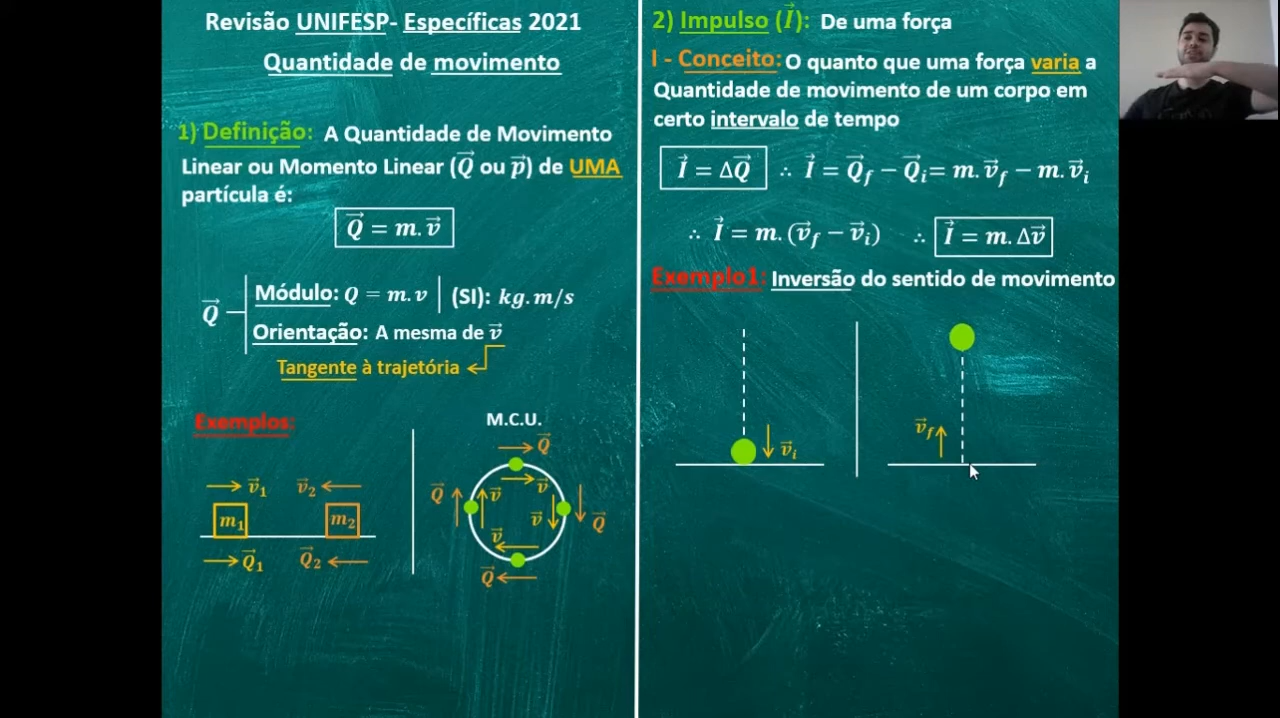 Revisão UNIFESP- Específicas 2021
Quantidade de movimento
1) Definição: A Quantidade de Movimento
Linear ou Momento Linear (Q⃗ ou p⃗) de UMA
partícula é:
Q⃗ = m.v⃗
Q⃗
Módulo: Q = m.v | (SI): kg.m/s
Orientação: A mesma de v⃗
Tangente à trajetória
Exemplos:
v⃗₁ v⃗₂
m₁ m₂
Q⃗₁ Q⃗₂
M.C.U.
Q⃗
v⃗
Q⃗ v⃗
v⃗ Q⃗
v⃗
Q⃗
2) Impulso (I⃗): De uma força
I - Conceito: O quanto que uma força varia a
Quantidade de movimento de um corpo em
certo intervalo de tempo
I⃗ = ΔQ⃗ ∴ I⃗ = Q⃗f − Q⃗i= m.v⃗f − m.v⃗i
∴ I⃗ = m.(v⃗f − v⃗i) ∴ I⃗ = m.Δv⃗
Exemplo1: Inversão do sentido de movimento
v⃗i
v⃗f